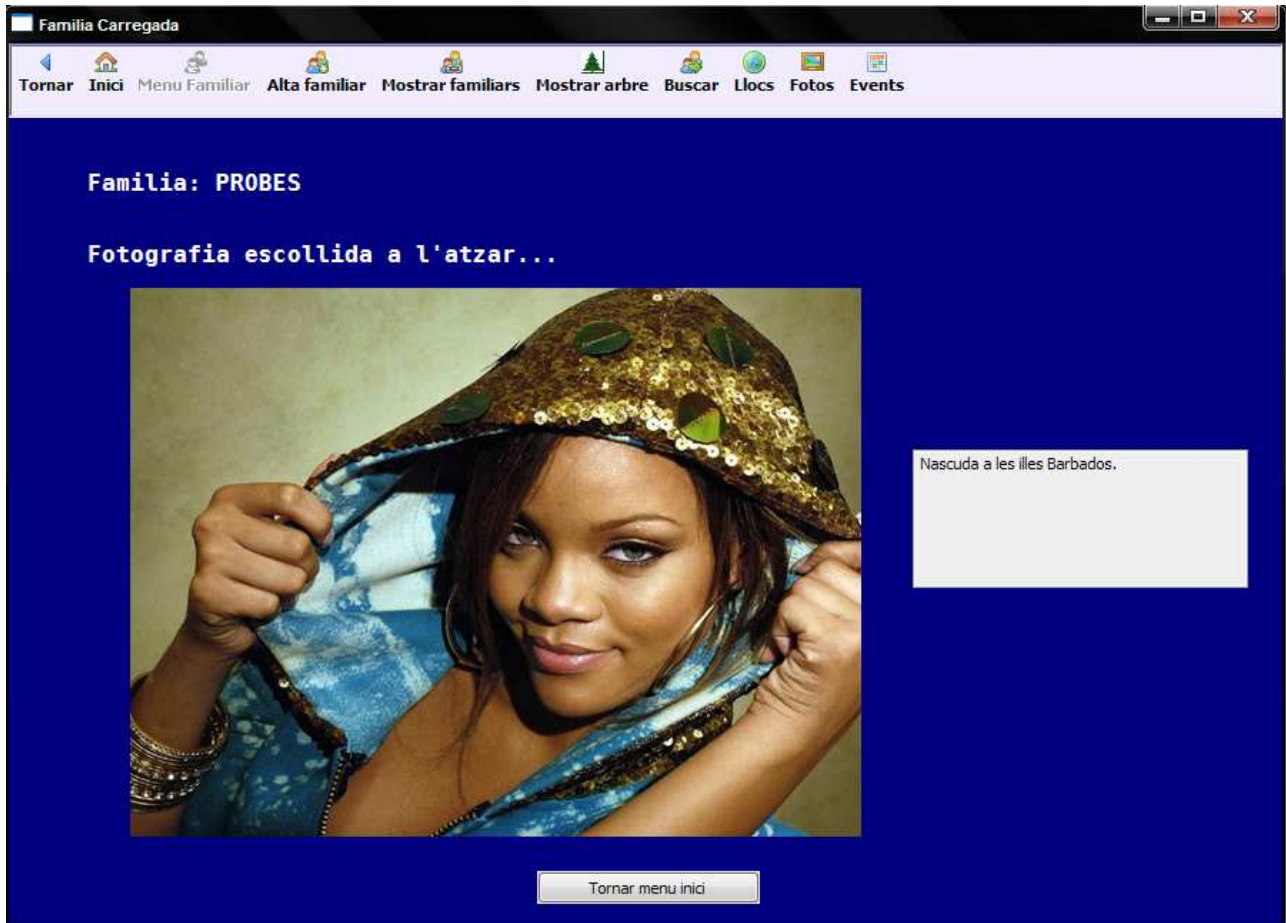 Familia Carregada
Tornar Inici Menu Familiar Alta familiar Mostrar familiars Mostrar arbre Buscar Llocs Fotos Events
Familia: PROBES
Fotografia escollida a l'atzar...
Nascuda a les illes Barbados.
Tornar menu inici